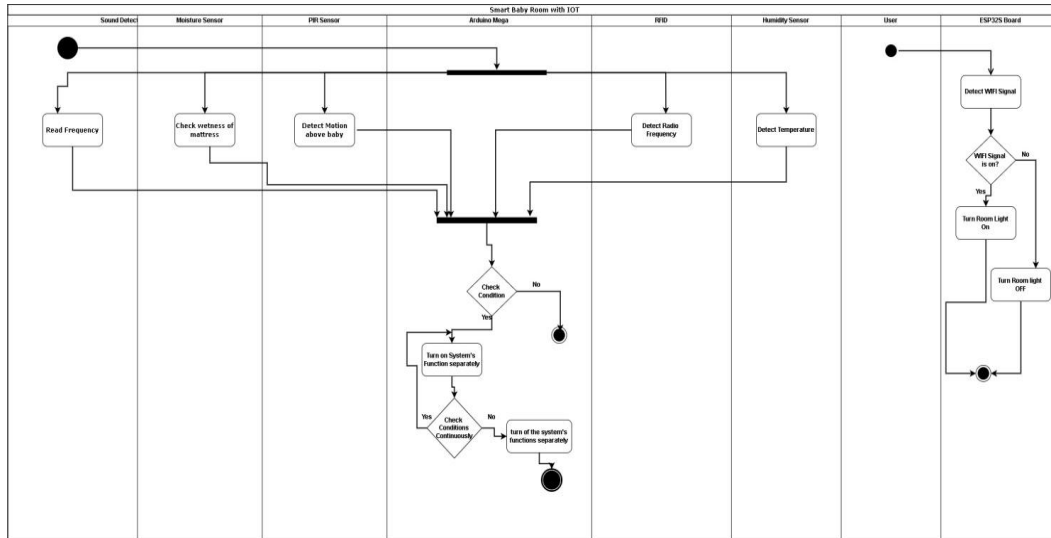 Smart Baby Room with IOT
Sound Detect
Moisture Sensor
PIR Sensor
Arduino Mega
RFID
Humidity Sensor
User
ESP32S Board
Read Frequency
Check wetness of
mattress
Detect Motion
above baby
Detect Radio
Frequency
Detect Temperature
Detect WIFI Signal
WIFI Signal
is on?
No
Yes
Turn Room Light
On
Turn Room light
OFF
Check
Condition
No
Yes
Turn on System's
Function separately
Check
Conditions
Continuously
Yes
No
turn of the system's
functions separately